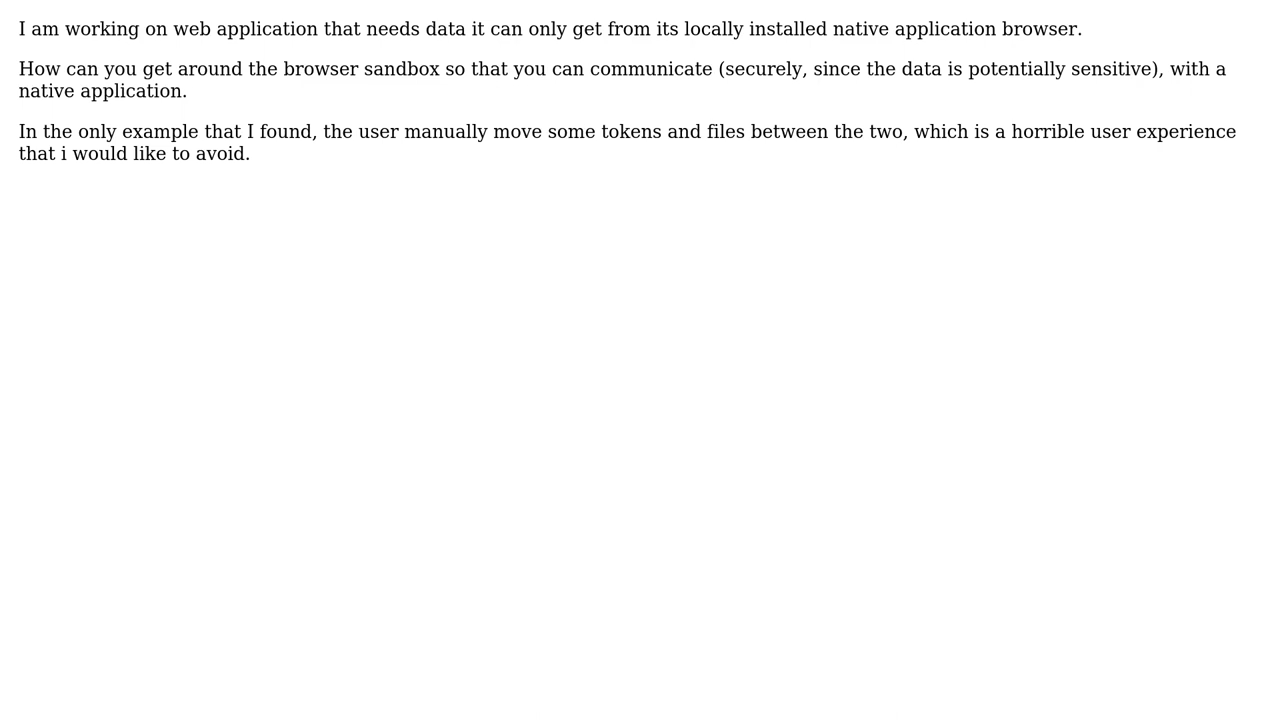 I am working on web application that needs data it can only get from its locally installed native application browser.
How can you get around the browser sandbox so that you can communicate (securely, since the data is potentially sensitive), with a
native application.
In the only example that I found, the user manually move some tokens and files between the two, which is a horrible user experience
that i would like to avoid.